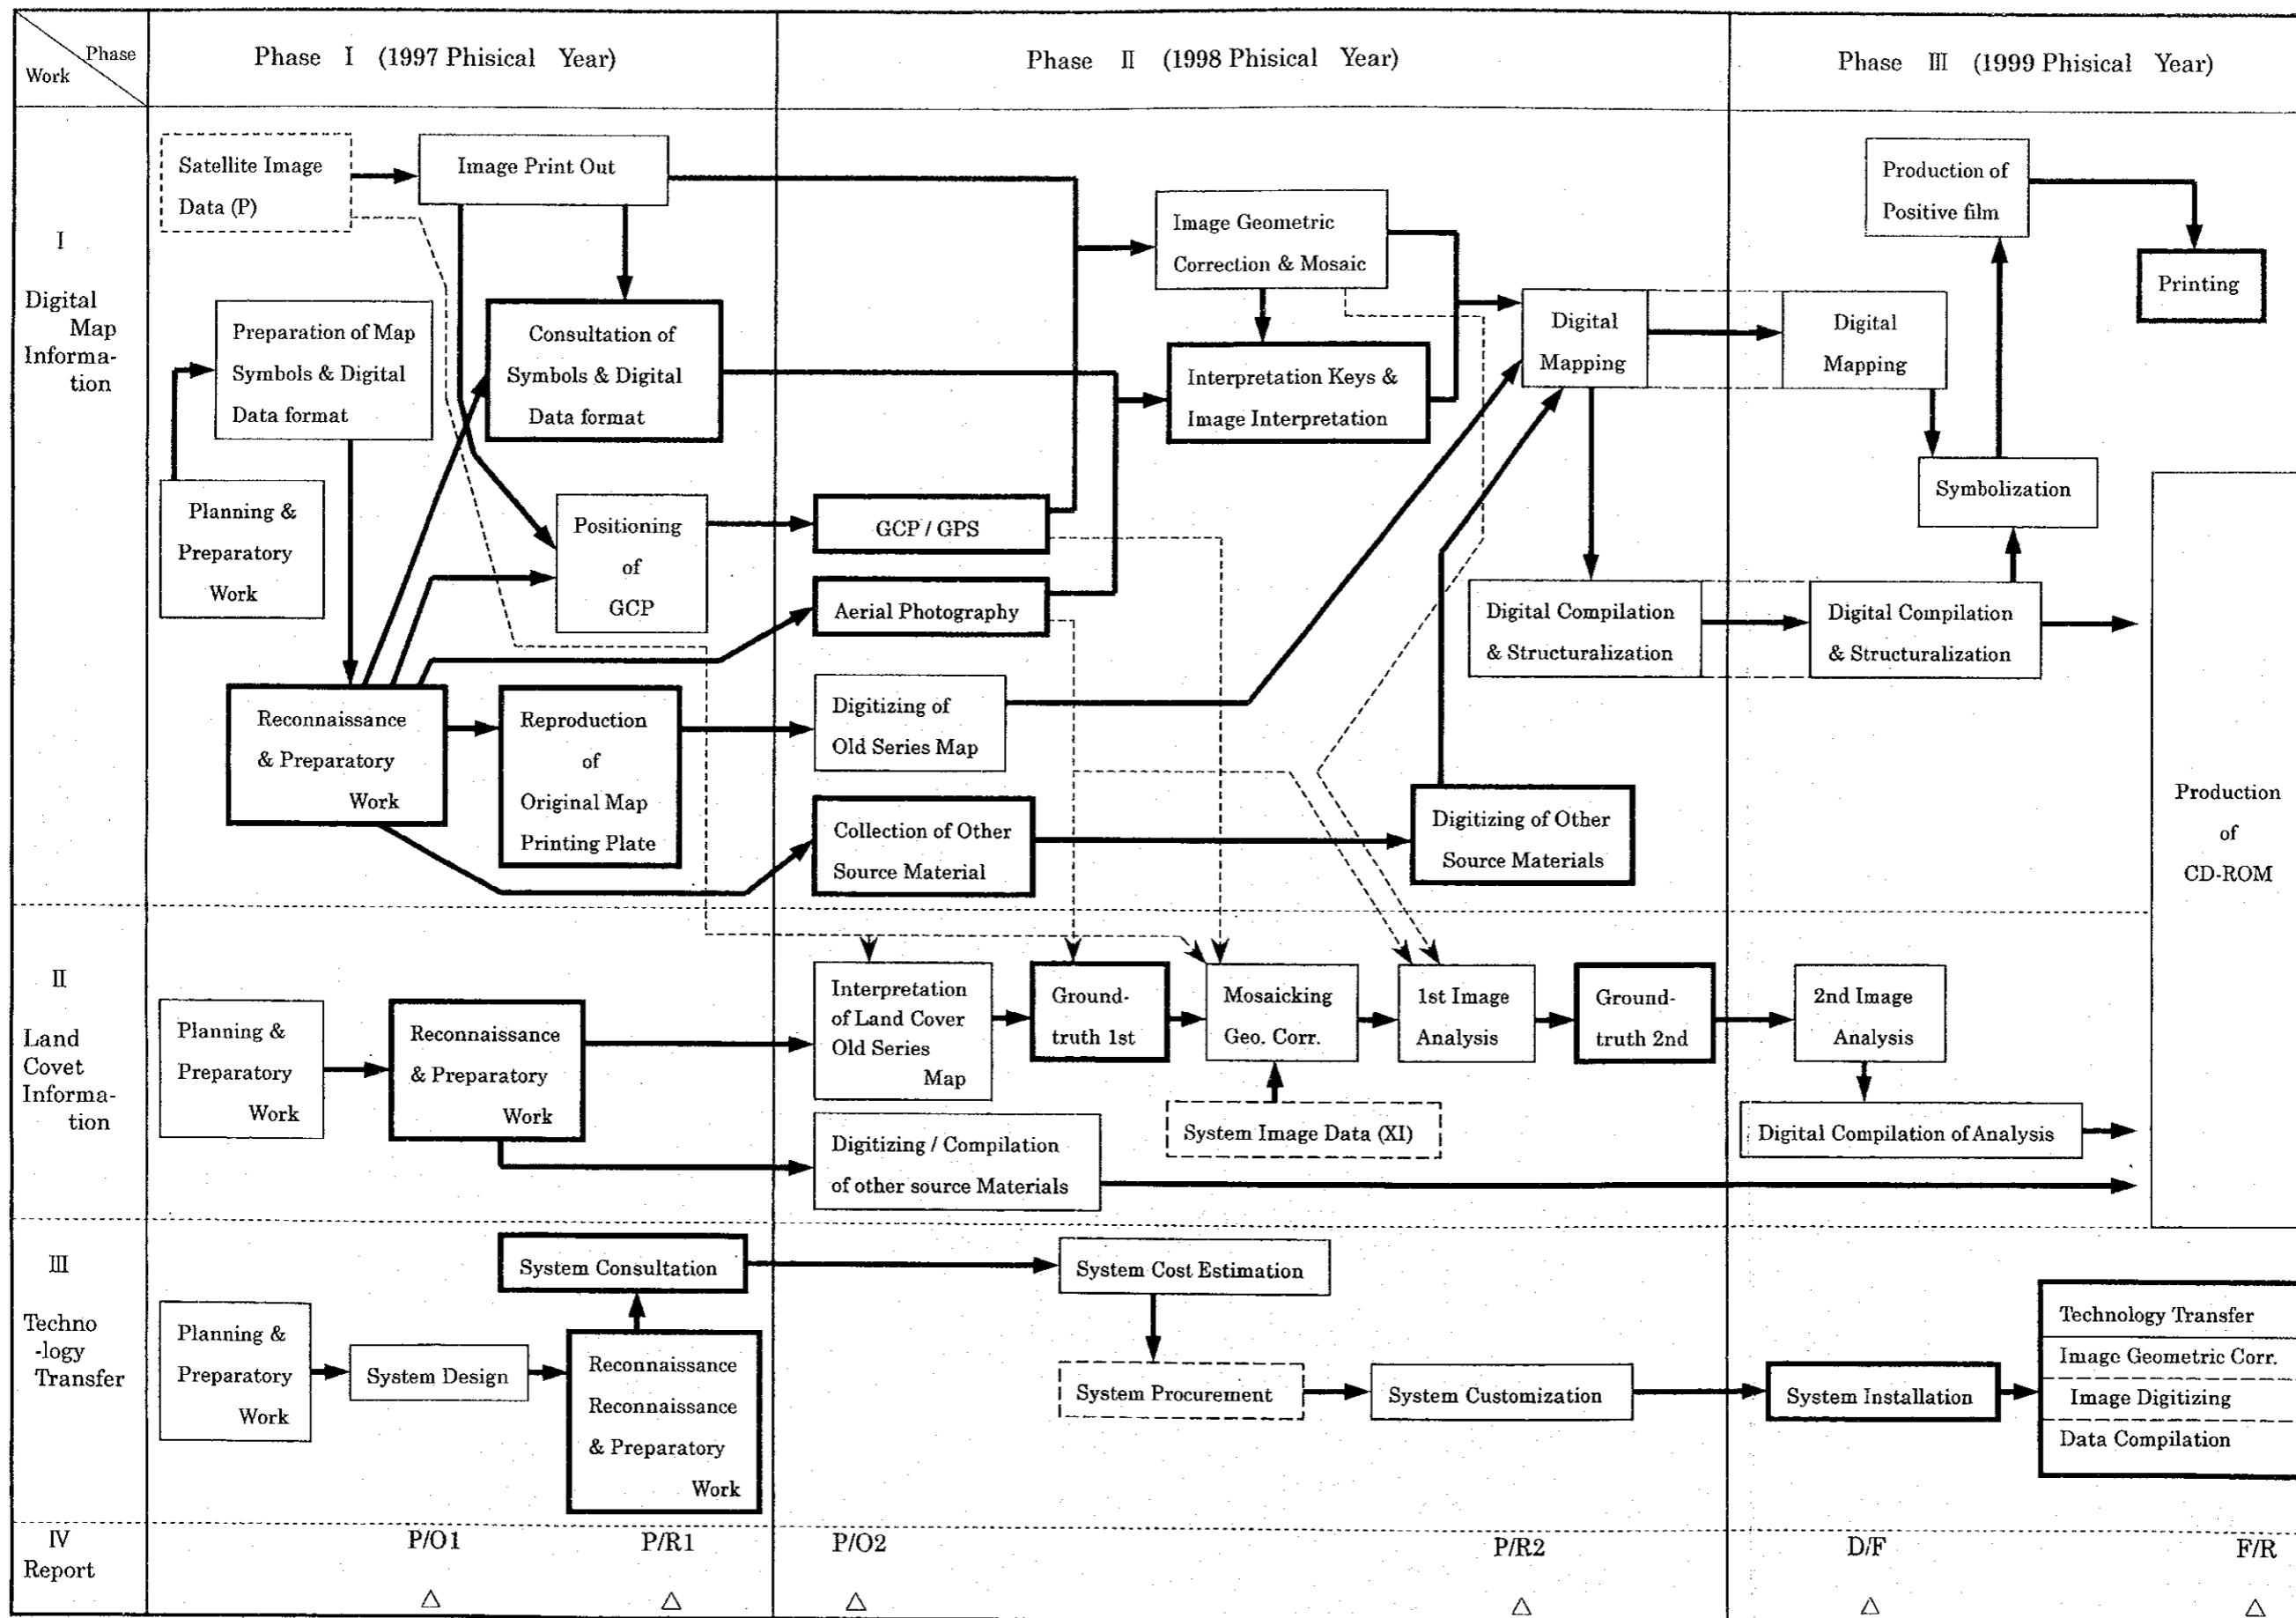 Phase
Work
Phase I (1997 Phisical Year)
Phase II (1998 Phisical Year)
Phase III (1999 Phisical Year)
I
Digital
Map
Informa-
tion
Satellite Image
Data (P)
Image Print Out
Preparation of Map
Symbols & Digital
Data format
Consultation of
Symbols & Digital
Data format
Planning &
Preparatory
Work
Positioning
of
GCP
Reconnaissance
& Preparatory
Work
Reproduction
of
Original Map
Printing Plate
GCP / GPS
Aerial Photography
Digitizing of
Old Series Map
Collection of Other
Source Material
Image Geometric
Correction & Mosaic
Interpretation Keys &
Image Interpretation
Digital
Mapping
Digital Compilation
& Structuralization
Digitizing of Other
Source Materials
Production of
Positive film
Printing
Digital
Mapping
Symbolization
Digital Compilation
& Structuralization
Production
of
CD-ROM
II
Land
Covet
Informa-
tion
Planning &
Preparatory
Work
Reconnaissance
& Preparatory
Work
Interpretation
of Land Cover
Old Series
Map
Ground-
truth 1st
Mosaicking
Geo. Corr.
1st Image
Analysis
Ground-
truth 2nd
2nd Image
Analysis
System Image Data (XI)
Digitizing / Compilation
of other source Materials
Digital Compilation of Analysis
III
Techno
-logy
Transfer
Planning &
Preparatory
Work
System Design
System Consultation
Reconnaissance
Reconnaissance
& Preparatory
Work
System Cost Estimation
System Procurement
System Customization
System Installation
Technology Transfer
Image Geometric Corr.
Image Digitizing
Data Compilation
IV
Report
P/O1
P/R1
P/O2
P/R2
D/F
F/R